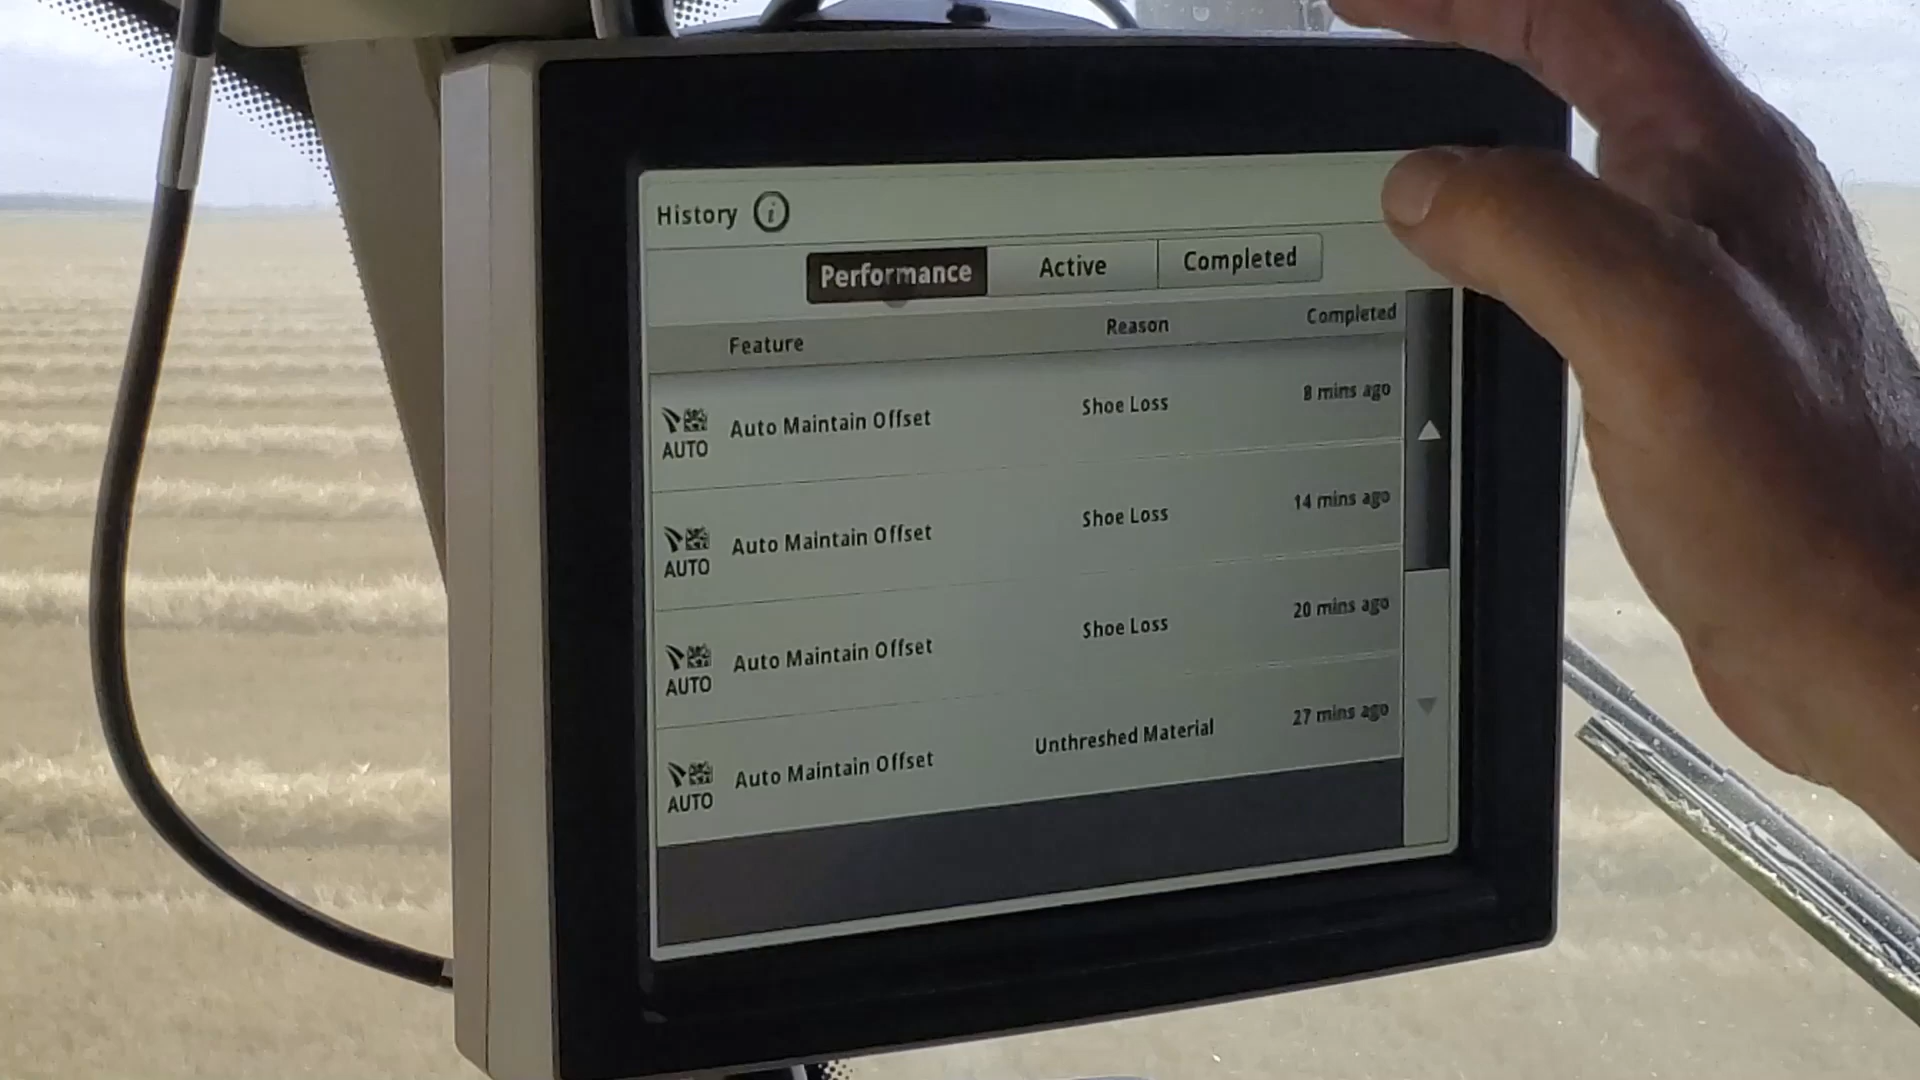 History i
Performance Active Completed
Feature Reason Completed
AUTO Auto Maintain Offset Shoe Loss 8 mins ago
AUTO Auto Maintain Offset Shoe Loss 14 mins ago
AUTO Auto Maintain Offset Shoe Loss 20 mins ago
AUTO Auto Maintain Offset Unthreshed Material 27 mins ago